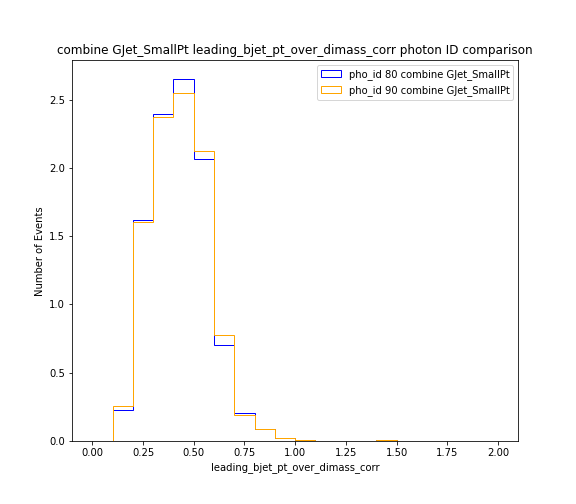 combine GJet_SmallPt leading_bjet_pt_over_dimass_corr photon ID comparison
pho_id 80 combine GJet_SmallPt
pho_id 90 combine GJet_SmallPt
Number of Events
2.5
2.0
1.5
1.0
0.5
0.0
0.00 0.25 0.50 0.75 1.00 1.25 1.50 1.75 2.00
leading_bjet_pt_over_dimass_corr